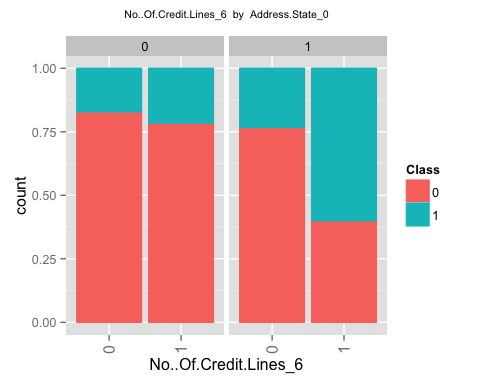 No..Of.Credit.Lines_6 by Address.State_0
0 1
1.00
0.75
0.50
0.25
0.00
count
0 1 0 1
No..Of.Credit.Lines_6
Class
0
1